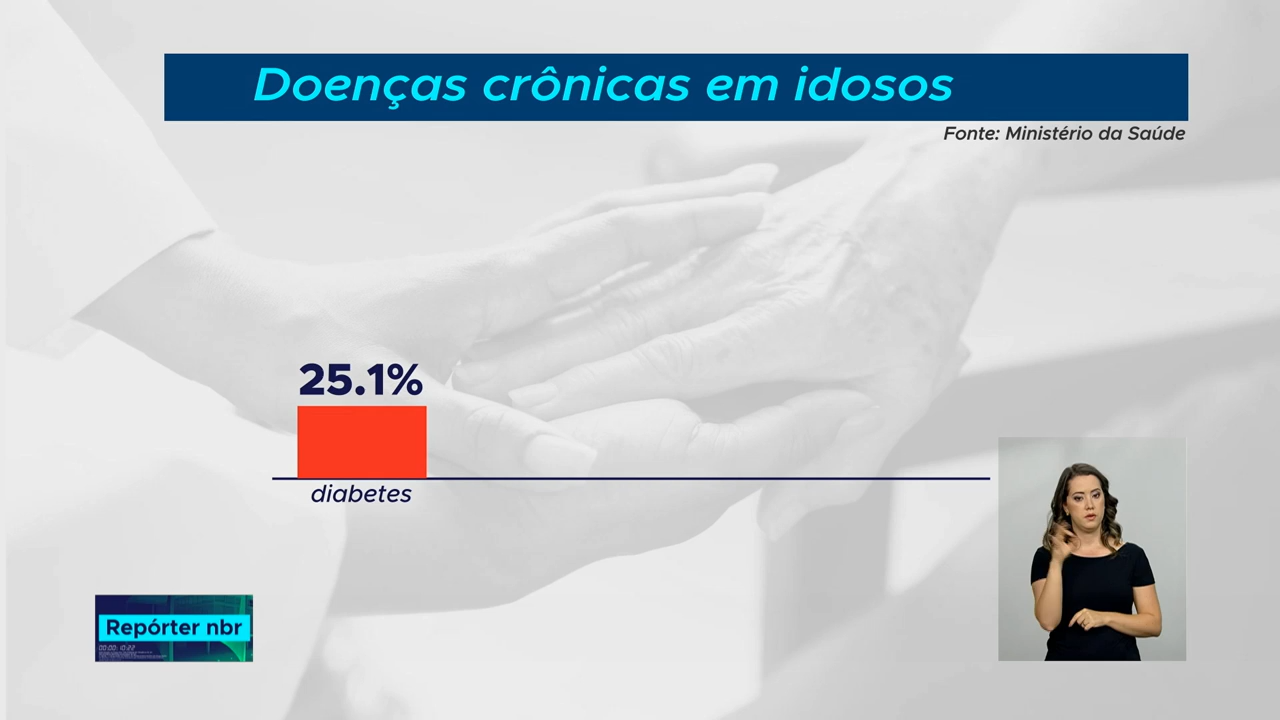 Doenças crônicas em idosos
Fonte: Ministério da Saúde
25.1%
diabetes
Repórter nbr